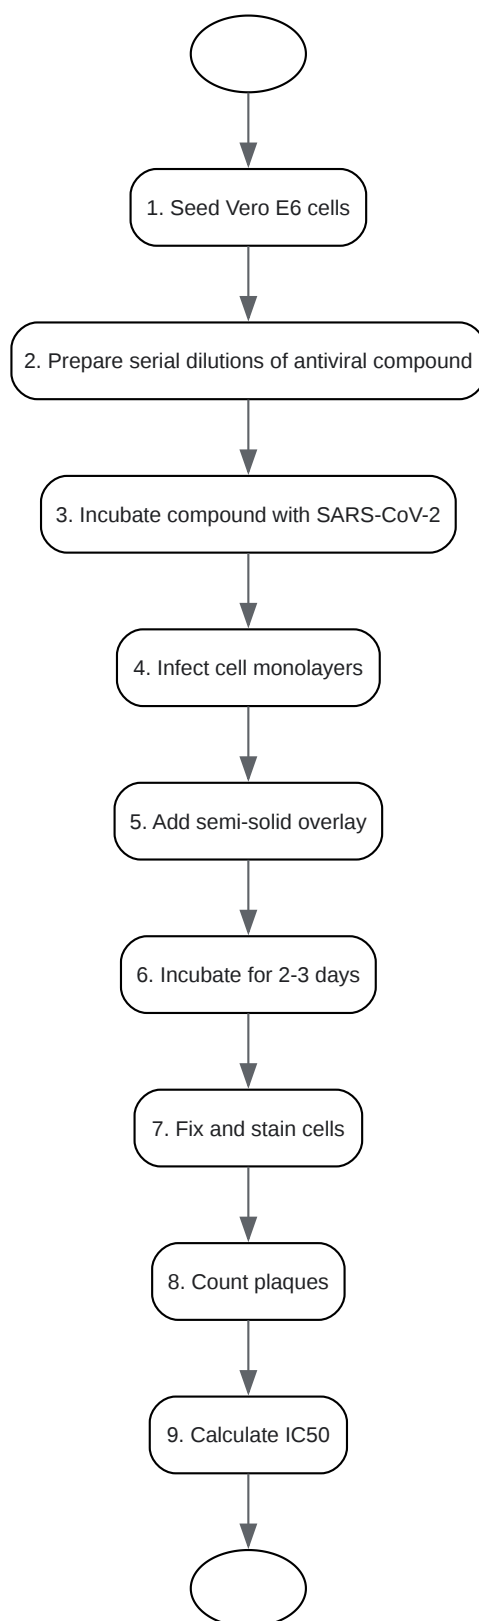 1. Seed Vero E6 cells
2. Prepare serial dilutions of antiviral compound
3. Incubate compound with SARS-CoV-2
4. Infect cell monolayers
5. Add semi-solid overlay
6. Incubate for 2-3 days
7. Fix and stain cells
8. Count plaques
9. Calculate IC50